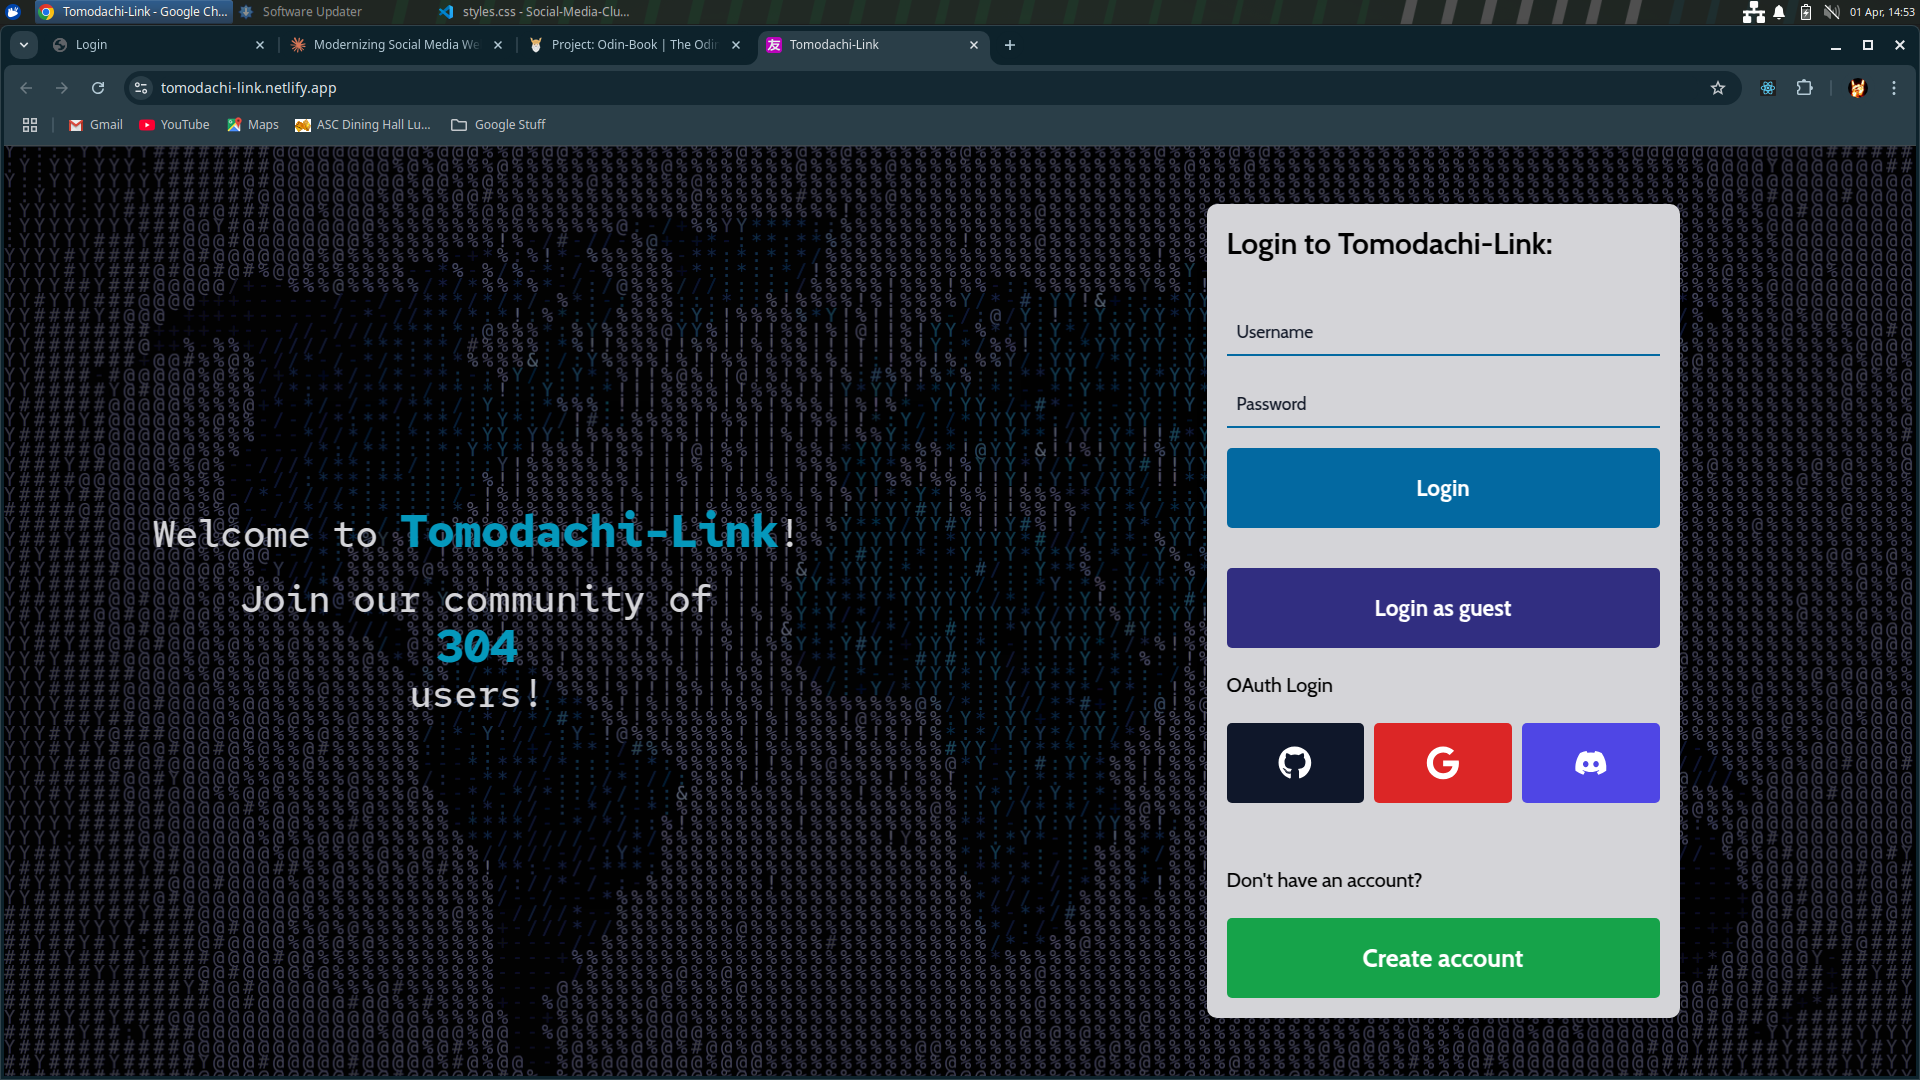 Tomodachi-Link - Google Ch...
Software Updater
styles.css - Social-Media-Clu...
01 Apr, 14:53
Login
Modernizing Social Media We
Project: Odin-Book | The Odin
友 Tomodachi-Link
tomodachi-link.netlify.app
Gmail
YouTube
Maps
ASC Dining Hall Lu...
Google Stuff
Welcome to Tomodachi-Link!
Join our community of
304
users!
Login to Tomodachi-Link:
Username
Password
Login
Login as guest
OAuth Login
Don't have an account?
Create account